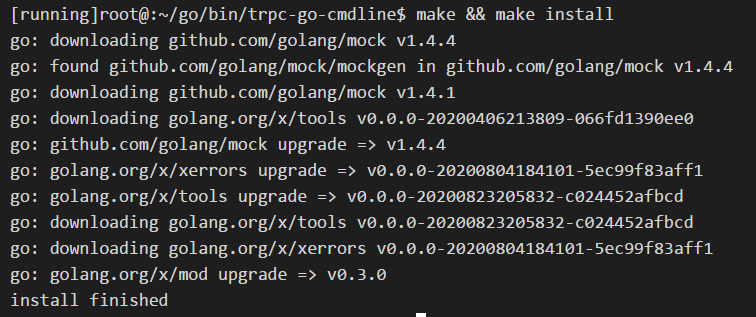 [running]root@:~/go/bin/trpc-go-cmdline$ make && make install
go: downloading github.com/golang/mock v1.4.4
go: found github.com/golang/mock/mockgen in github.com/golang/mock v1.4.4
go: downloading github.com/golang/mock v1.4.1
go: downloading golang.org/x/tools v0.0.0-20200406213809-066fd1390ee0
go: github.com/golang/mock upgrade => v1.4.4
go: golang.org/x/xerrors upgrade => v0.0.0-20200804184101-5ec99f83aff1
go: golang.org/x/tools upgrade => v0.0.0-20200823205832-c024452afbcd
go: downloading golang.org/x/tools v0.0.0-20200823205832-c024452afbcd
go: downloading golang.org/x/xerrors v0.0.0-20200804184101-5ec99f83aff1
go: golang.org/x/mod upgrade => v0.3.0
install finished